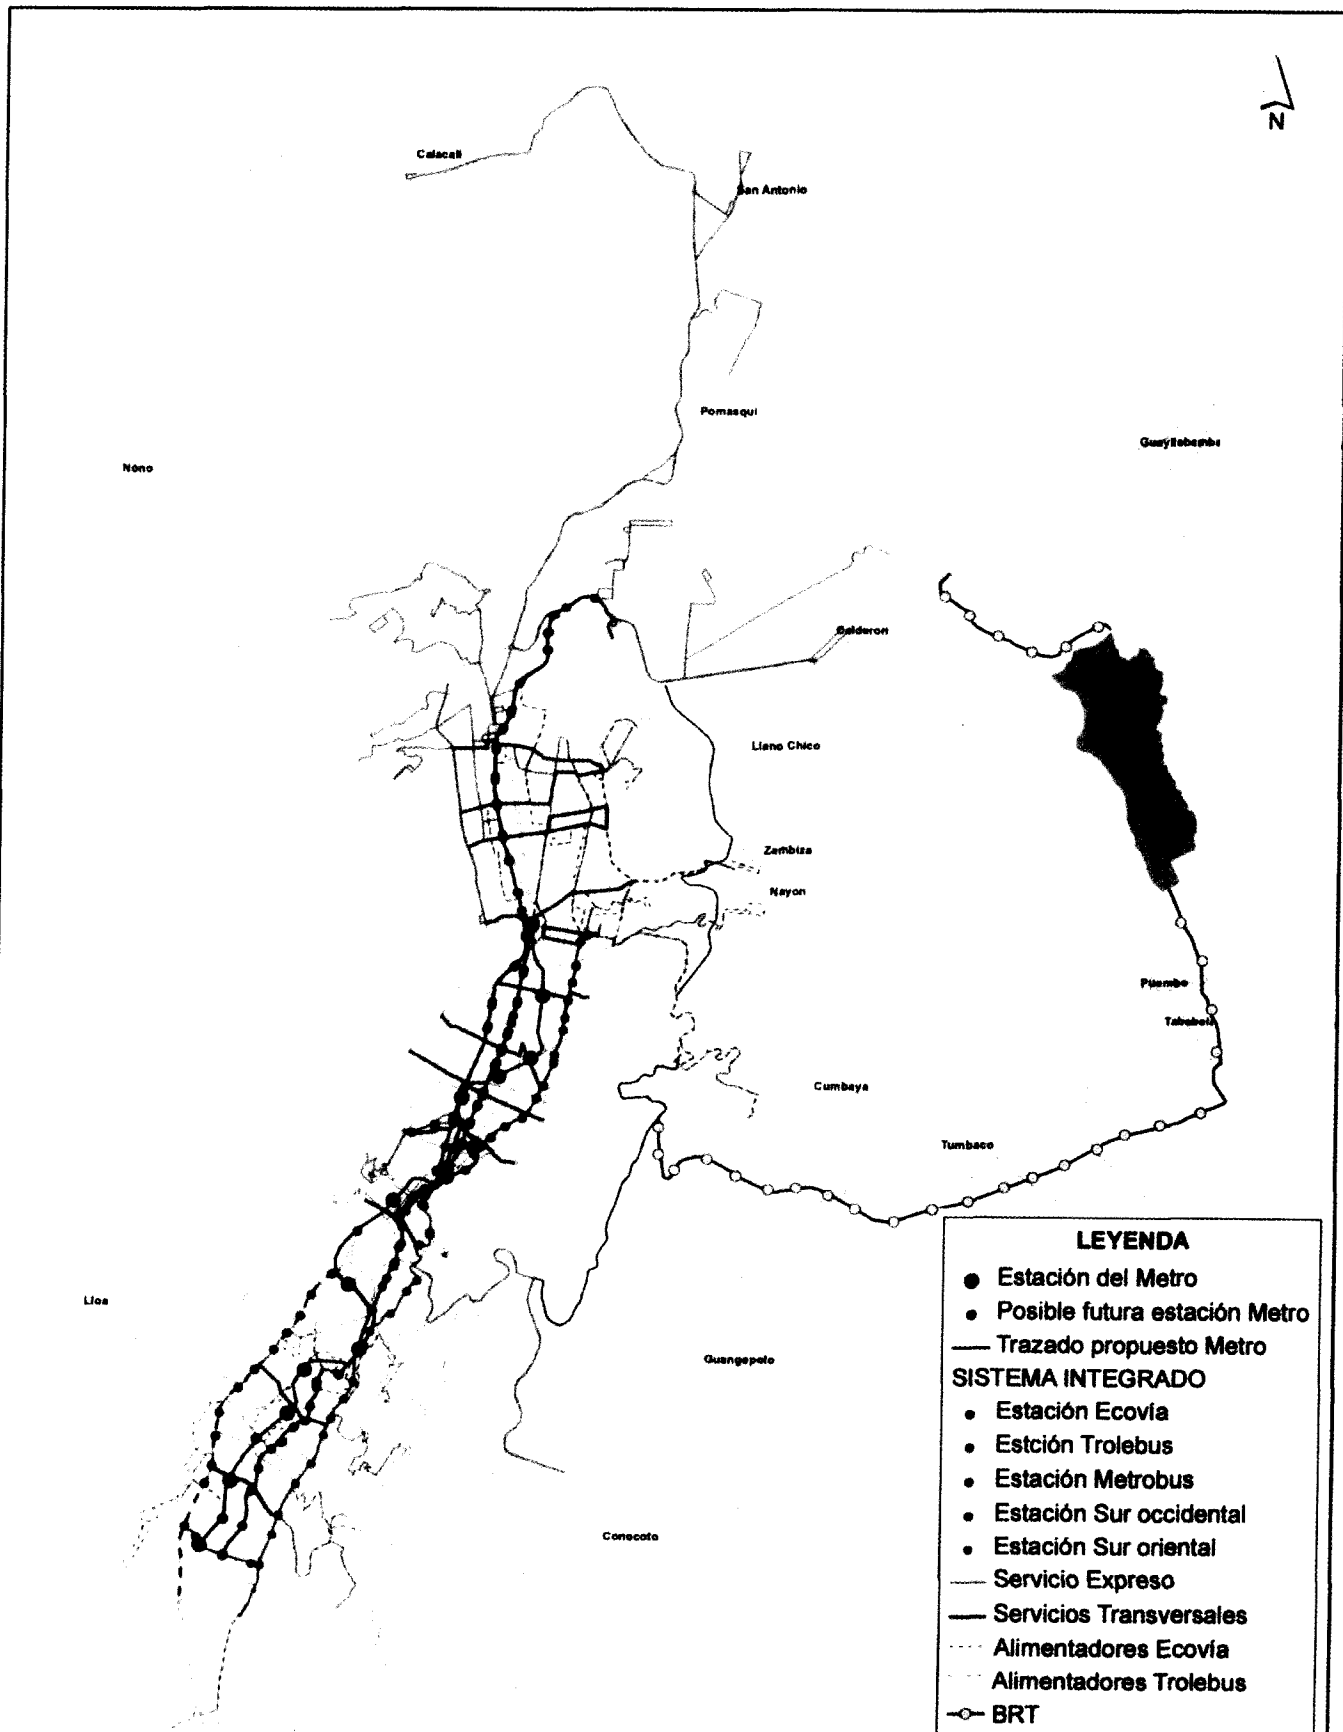 N
Calacali
San Antonio
Pomasqui
Guayllabamba
Nono
Calderon
Llano Chico
Zambiza
Nayon
Puembo
Tababela
Cumbaya
Tumbaco
Lloa
Guangopolo
Conocoto
LEYENDA
Estación del Metro
Posible futura estación Metro
Trazado propuesto Metro
SISTEMA INTEGRADO
Estación Ecovía
Estción Trolebus
Estación Metrobus
Estación Sur occidental
Estación Sur oriental
Servicio Expreso
Servicios Transversales
Alimentadores Ecovía
Alimentadores Trolebus
BRT